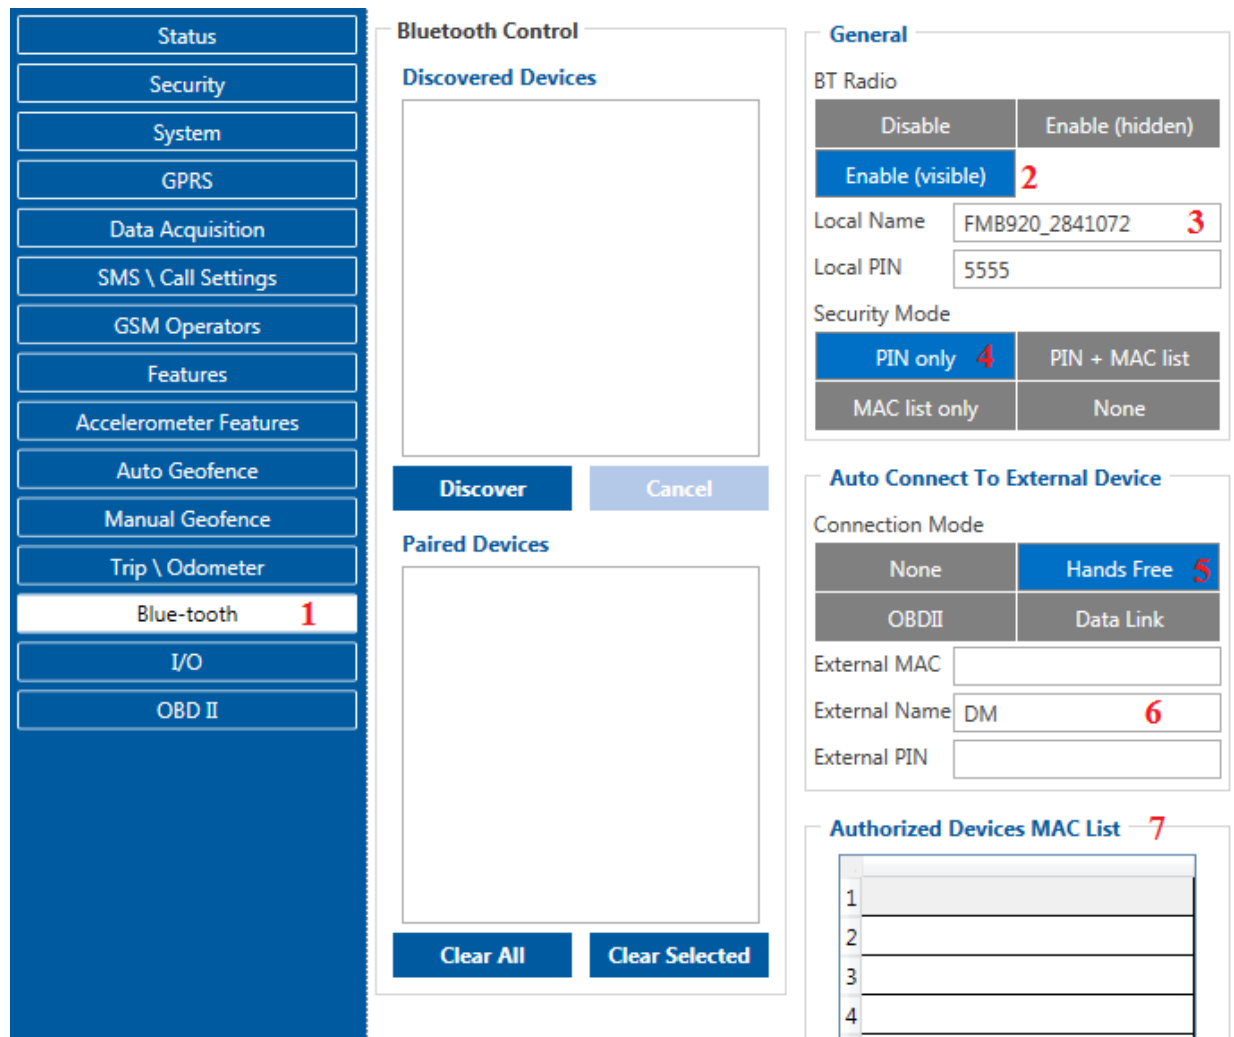 Status
Security
System
GPRS
Data Acquisition
SMS \ Call Settings
GSM Operators
Features
Accelerometer Features
Auto Geofence
Manual Geofence
Trip \ Odometer
Blue-tooth 1
I/O
OBD II
Bluetooth Control
Discovered Devices
Discover Cancel
Paired Devices
Clear All Clear Selected
General
BT Radio
Disable Enable (hidden)
Enable (visible) 2
Local Name FMB920_2841072 3
Local PIN 5555
Security Mode
PIN only 4 PIN + MAC list
MAC list only None
Auto Connect To External Device
Connection Mode
None Hands Free 5
OBDII Data Link
External MAC
External Name DM 6
External PIN
Authorized Devices MAC List 7
1
2
3
4